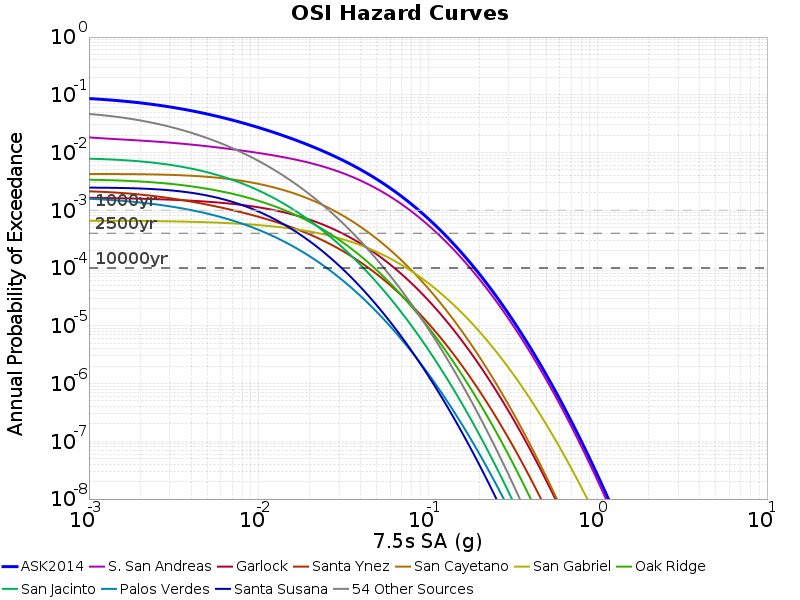 OSI Hazard Curves
Annual Probability of Exceedance
10^0
10^-1
10^-2
10^-3
10^-4
10^-5
10^-6
10^-7
10^-8
1000yr
2500yr
10000yr
10^-3 10^-2 10^-1 10^0 10^1
7.5s SA (g)
ASK2014 S. San Andreas Garlock Santa Ynez San Cayetano San Gabriel Oak Ridge
San Jacinto Palos Verdes Santa Susana 54 Other Sources